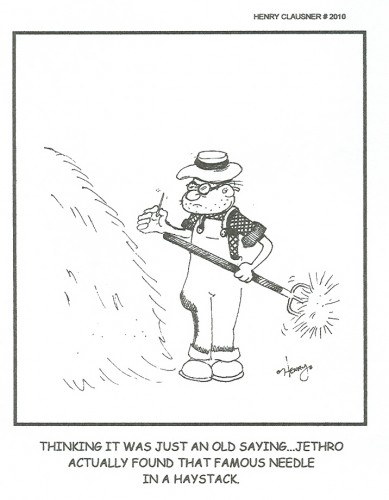 HENRY CLAUSNER # 2010
Henry
THINKING IT WAS JUST AN OLD SAYING...JETHRO
ACTUALLY FOUND THAT FAMOUS NEEDLE
IN A HAYSTACK.